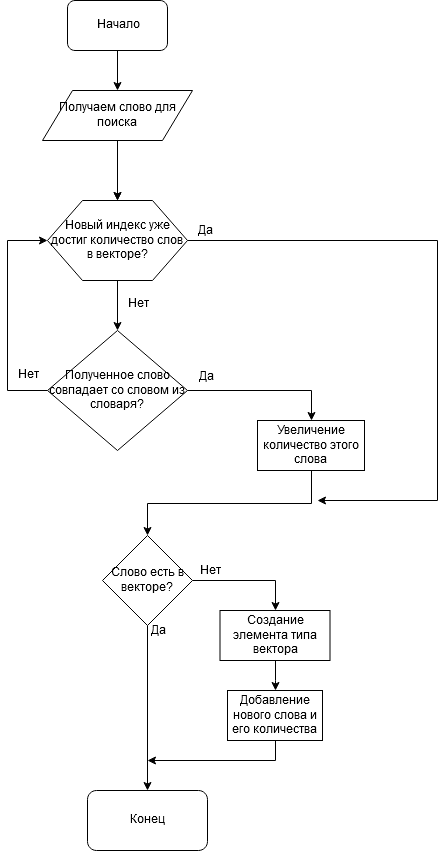 Начало
Получаем слово для
поиска
Новый индекс уже
достиг количество слов
в векторе?
Да
Нет
Полученное слово
совпадает со словом из
словаря?
Нет
Да
Увеличение
количество этого
слова
Слово есть в
векторе?
Нет
Да
Создание
элемента типа
вектора
Добавление
нового слова и
его количества
Конец